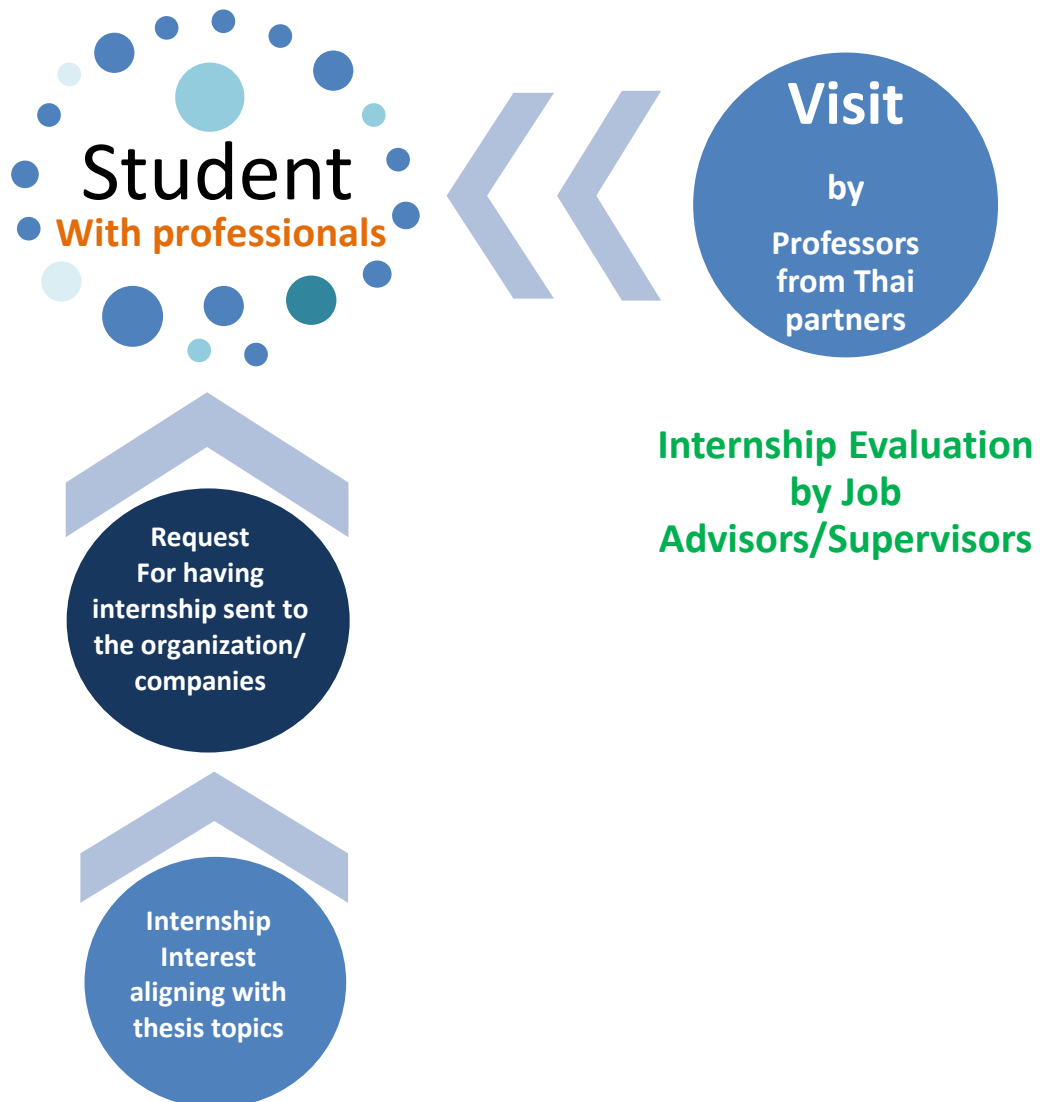 Student
With professionals
Visit
by
Professors
from Thai
partners
Internship Evaluation
by Job
Advisors/Supervisors
Request
For having
internship sent to
the organization/
companies
Internship
Interest
aligning with
thesis topics